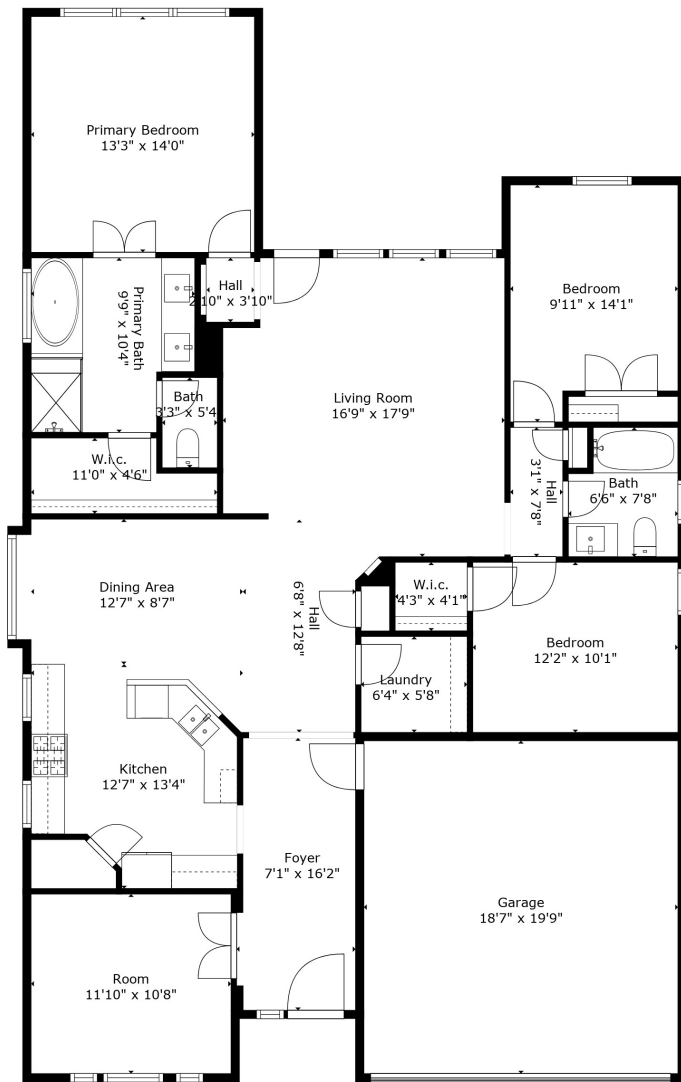 Primary Bedroom
13'3" x 14'0"
Bedroom
9'11" x 14'1"
Hall
2'10" x 3'10"
Primary Bath
9'9" x 10'4"
Living Room
16'9" x 17'9"
Bath
3'3" x 5'4
W.i.c.
11'0" x 4'6"
Hall
3'1" x 7'8"
Bath
6'6" x 7'8"
Dining Area
12'7" x 8'7"
Hall
6'8" x 12'8"
W.i.c.
4'3" x 4'1"
Bedroom
12'2" x 10'1"
Laundry
6'4" x 5'8"
Kitchen
12'7" x 13'4"
Foyer
7'1" x 16'2"
Garage
18'7" x 19'9"
Room
11'10" x 10'8"